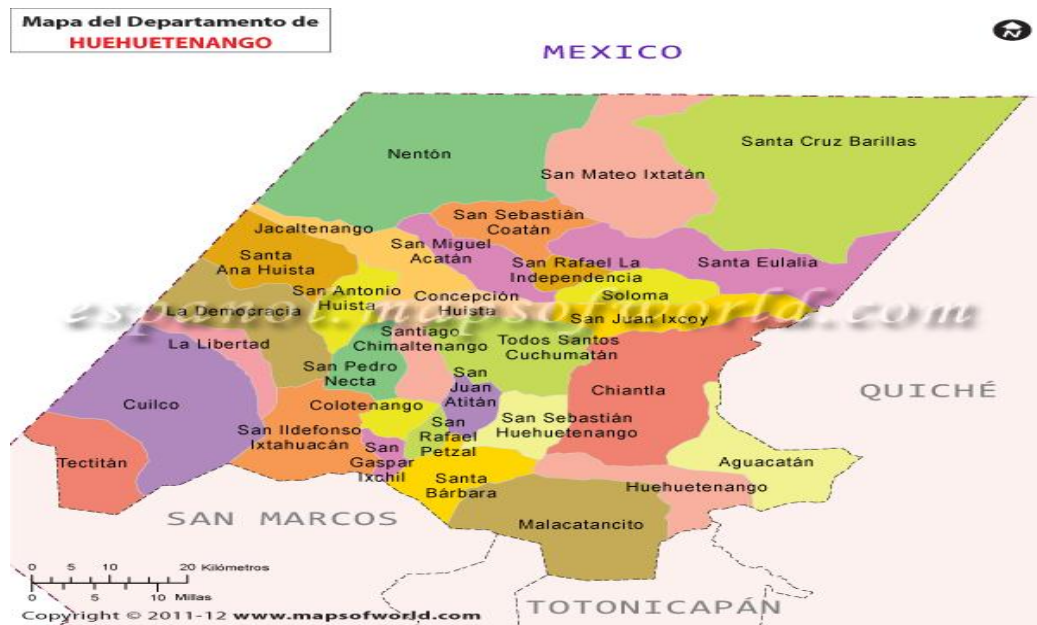 Mapa del Departamento de
HUEHUETENANGO
N
MEXICO
Nentón
Santa Cruz Barillas
San Mateo Ixtatán
San Sebastián
Coatán
Jacaltenango
San Miguel
Acatán
Santa
Ana Huista
San Rafael La
Independencia
Santa Eulalia
San Antonio
Huista
Concepción
Huista
Soloma
La Democracia
San Juan Ixcoy
espanol.mapsofworld.com
Santiago
Chimaltenango
Todos Santos
Cuchumatán
La Libertad
San Pedro
Necta
San
Juan
Atitán
Chiantla
QUICHÉ
Cuilco
Colotenango
San Sebastián
Huehuetenango
San Ildefonso
Ixtahuacán
San
Rafael
Petzal
San
Gaspar
Ixchil
Tectitán
Aguacatán
Santa
Bárbara
Huehuetenango
SAN MARCOS
Malacatancito
0 5 10 20 Kilómetros
0 5 10 Millas
TOTONICAPÁN
Copyright © 2011-12 www.mapsofworld.com